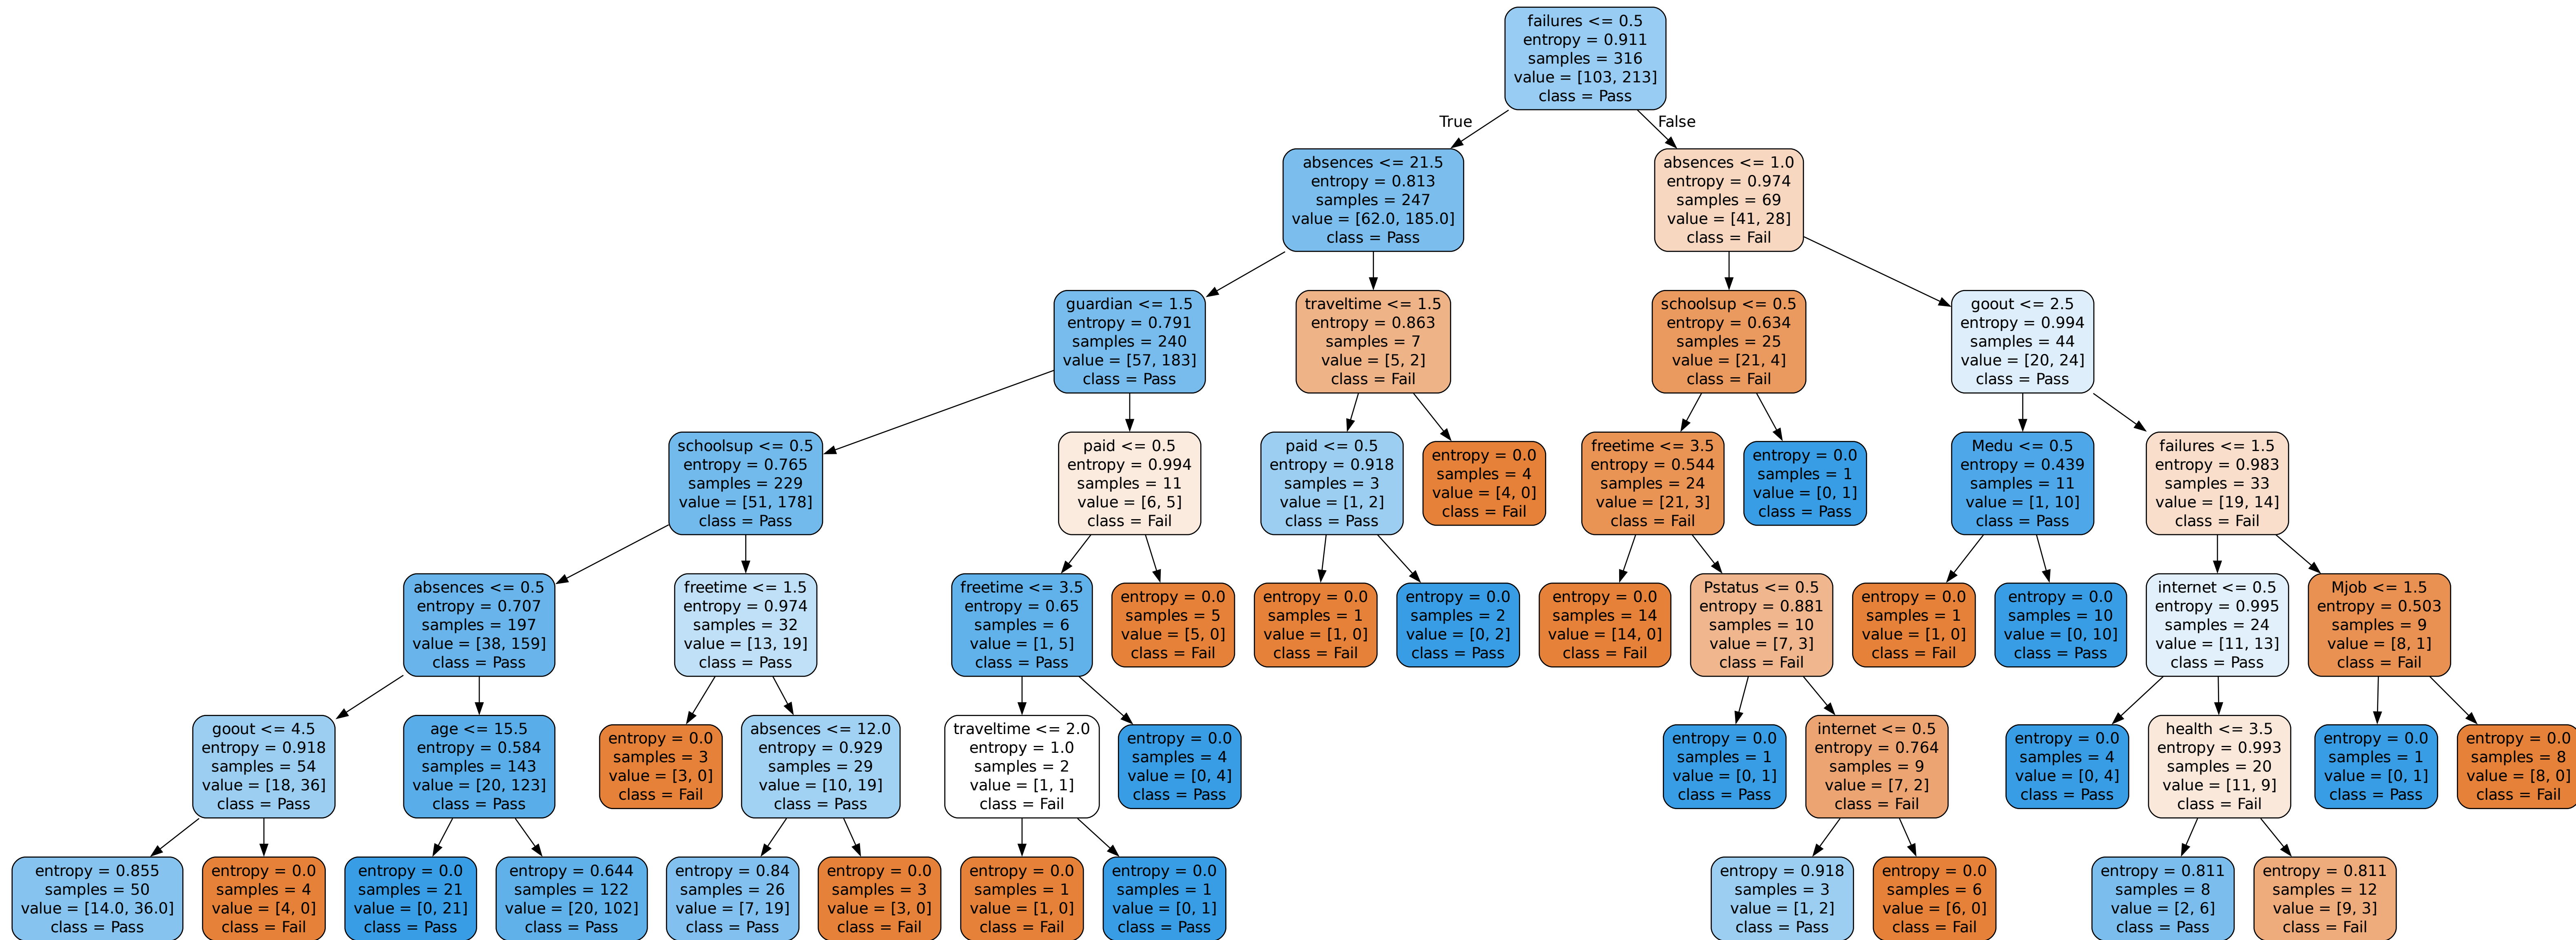 failures <= 0.5
entropy = 0.911
samples = 316
value = [103, 213]
class = Pass
True
False
absences <= 21.5
entropy = 0.813
samples = 247
value = [62.0, 185.0]
class = Pass
absences <= 1.0
entropy = 0.974
samples = 69
value = [41, 28]
class = Fail
guardian <= 1.5
entropy = 0.791
samples = 240
value = [57, 183]
class = Pass
traveltime <= 1.5
entropy = 0.863
samples = 7
value = [5, 2]
class = Fail
schoolsup <= 0.5
entropy = 0.634
samples = 25
value = [21, 4]
class = Fail
goout <= 2.5
entropy = 0.994
samples = 44
value = [20, 24]
class = Pass
schoolsup <= 0.5
entropy = 0.765
samples = 229
value = [51, 178]
class = Pass
paid <= 0.5
entropy = 0.994
samples = 11
value = [6, 5]
class = Fail
paid <= 0.5
entropy = 0.918
samples = 3
value = [1, 2]
class = Pass
entropy = 0.0
samples = 4
value = [4, 0]
class = Fail
freetime <= 3.5
entropy = 0.544
samples = 24
value = [21, 3]
class = Fail
entropy = 0.0
samples = 1
value = [0, 1]
class = Pass
Medu <= 0.5
entropy = 0.439
samples = 11
value = [1, 10]
class = Pass
failures <= 1.5
entropy = 0.983
samples = 33
value = [19, 14]
class = Fail
absences <= 0.5
entropy = 0.707
samples = 197
value = [38, 159]
class = Pass
freetime <= 1.5
entropy = 0.974
samples = 32
value = [13, 19]
class = Pass
freetime <= 3.5
entropy = 0.65
samples = 6
value = [1, 5]
class = Pass
entropy = 0.0
samples = 5
value = [5, 0]
class = Fail
entropy = 0.0
samples = 1
value = [1, 0]
class = Fail
entropy = 0.0
samples = 2
value = [0, 2]
class = Pass
entropy = 0.0
samples = 14
value = [14, 0]
class = Fail
Pstatus <= 0.5
entropy = 0.881
samples = 10
value = [7, 3]
class = Fail
entropy = 0.0
samples = 1
value = [1, 0]
class = Fail
entropy = 0.0
samples = 10
value = [0, 10]
class = Pass
internet <= 0.5
entropy = 0.995
samples = 24
value = [11, 13]
class = Pass
Mjob <= 1.5
entropy = 0.503
samples = 9
value = [8, 1]
class = Fail
goout <= 4.5
entropy = 0.918
samples = 54
value = [18, 36]
class = Pass
age <= 15.5
entropy = 0.584
samples = 143
value = [20, 123]
class = Pass
entropy = 0.0
samples = 3
value = [3, 0]
class = Fail
absences <= 12.0
entropy = 0.929
samples = 29
value = [10, 19]
class = Pass
traveltime <= 2.0
entropy = 1.0
samples = 2
value = [1, 1]
class = Fail
entropy = 0.0
samples = 4
value = [0, 4]
class = Pass
entropy = 0.0
samples = 1
value = [0, 1]
class = Pass
internet <= 0.5
entropy = 0.764
samples = 9
value = [7, 2]
class = Fail
entropy = 0.0
samples = 4
value = [0, 4]
class = Pass
health <= 3.5
entropy = 0.993
samples = 20
value = [11, 9]
class = Fail
entropy = 0.0
samples = 1
value = [0, 1]
class = Pass
entropy = 0.0
samples = 8
value = [8, 0]
class = Fail
entropy = 0.855
samples = 50
value = [14.0, 36.0]
class = Pass
entropy = 0.0
samples = 4
value = [4, 0]
class = Fail
entropy = 0.0
samples = 21
value = [0, 21]
class = Pass
entropy = 0.644
samples = 122
value = [20, 102]
class = Pass
entropy = 0.84
samples = 26
value = [7, 19]
class = Pass
entropy = 0.0
samples = 3
value = [3, 0]
class = Fail
entropy = 0.0
samples = 1
value = [1, 0]
class = Fail
entropy = 0.0
samples = 1
value = [0, 1]
class = Pass
entropy = 0.918
samples = 3
value = [1, 2]
class = Pass
entropy = 0.0
samples = 6
value = [6, 0]
class = Fail
entropy = 0.811
samples = 8
value = [2, 6]
class = Pass
entropy = 0.811
samples = 12
value = [9, 3]
class = Fail